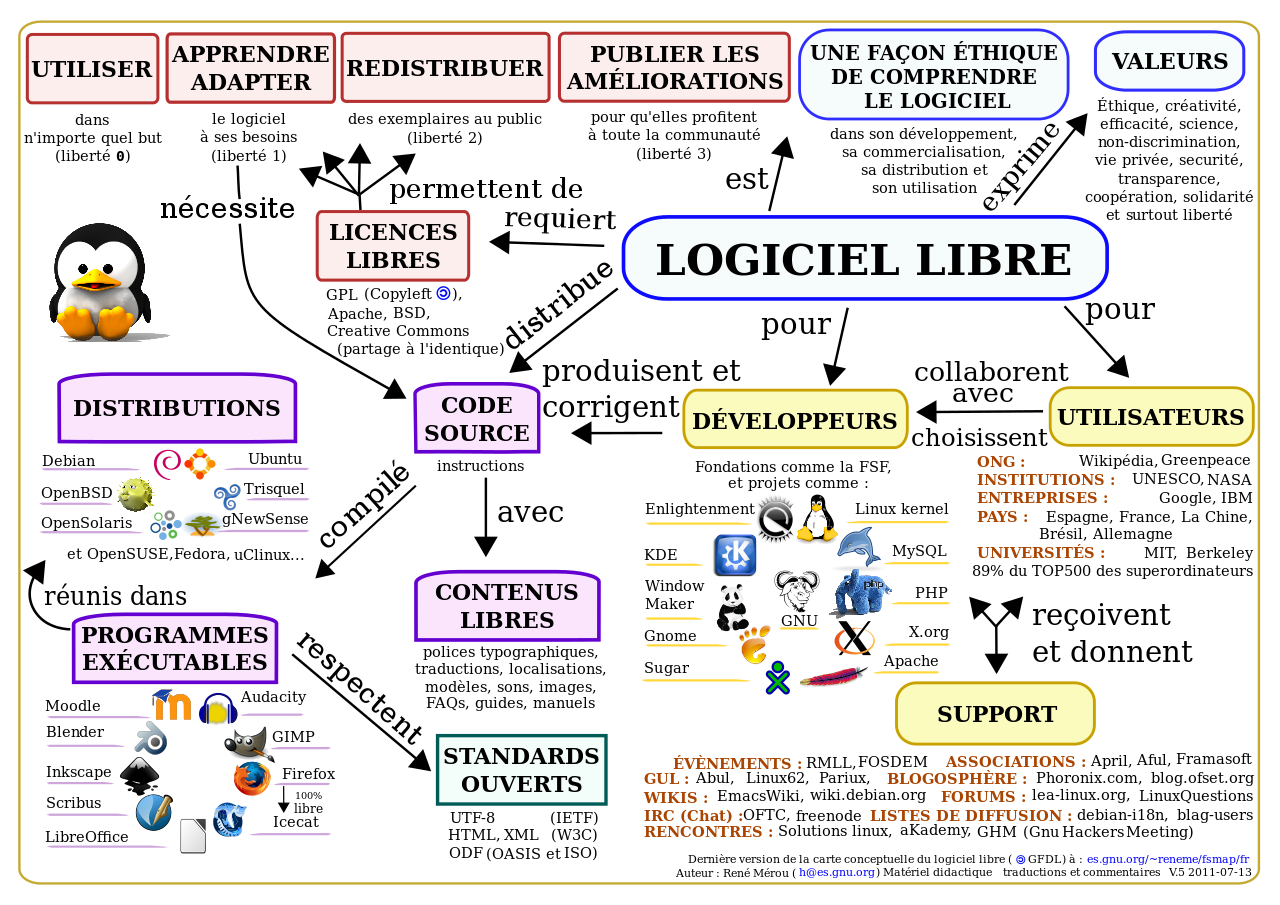 UTILISER
dans
n'importe quel but
(liberté 0)
APPRENDRE
ADAPTER
le logiciel
à ses besoins
(liberté 1)
REDISTRIBUER
des exemplaires au public
(liberté 2)
PUBLIER LES
AMÉLIORATIONS
pour qu'elles profitent
à toute la communauté
(liberté 3)
UNE FAÇON ÉTHIQUE
DE COMPRENDRE
LE LOGICIEL
dans son développement,
sa commercialisation,
sa distribution et
son utilisation
VALEURS
Éthique, créativité,
efficacité, science,
non-discrimination,
vie privée, securité,
transparence,
coopération, solidarité
et surtout liberté
nécessite
permettent de
requiert
est
exprime
LICENCES
LIBRES
GPL (Copyleft ),
Apache, BSD,
Creative Commons
(partage à l'identique)
LOGICIEL LIBRE
distribue
pour
pour
DISTRIBUTIONS
Debian
Ubuntu
OpenBSD
Trisquel
OpenSolaris
gNewSense
et OpenSUSE, Fedora, uClinux...
CODE
SOURCE
instructions
produisent et
corrigent
DÉVELOPPEURS
collaborent
avec
choisissent
UTILISATEURS
Fondations comme la FSF,
et projets comme :
Enlightenment
Linux kernel
KDE
MySQL
Window
Maker
PHP
php
GNU
Gnome
X.org
Sugar
Apache
ONG : Wikipédia, Greenpeace
INSTITUTIONS : UNESCO, NASA
ENTREPRISES : Google, IBM
PAYS : Espagne, France, La Chine,
Brésil, Allemagne
UNIVERSITÉS : MIT, Berkeley
89% du TOP500 des superordinateurs
compilé
avec
réunis dans
PROGRAMMES
EXÉCUTABLES
Moodle
Audacity
Blender
GIMP
Inkscape
Firefox
100%
libre
Scribus
Icecat
LibreOffice
CONTENUS
LIBRES
polices typographiques,
traductions, localisations,
modèles, sons, images,
FAQs, guides, manuels
respectent
STANDARDS
OUVERTS
UTF-8 (IETF)
HTML, XML (W3C)
ODF (OASIS et ISO)
reçoivent
et donnent
SUPPORT
ÉVÈNEMENTS : RMLL, FOSDEM ASSOCIATIONS : April, Aful, Framasoft
GUL : Abul, Linux62, Pariux, BLOGOSPHÈRE : Phoronix.com, blog.ofset.org
WIKIS : EmacsWiki, wiki.debian.org FORUMS : lea-linux.org, LinuxQuestions
IRC (Chat) : OFTC, freenode LISTES DE DIFFUSION : debian-i18n, blag-users
RENCONTRES : Solutions linux, aKademy, GHM (Gnu Hackers Meeting)
Dernière version de la carte conceptuelle du logiciel libre ( GFDL) à : es.gnu.org/~reneme/fsmap/fr
Auteur : René Mérou ( h@es.gnu.org) Matériel didactique traductions et commentaires V.5 2011-07-13